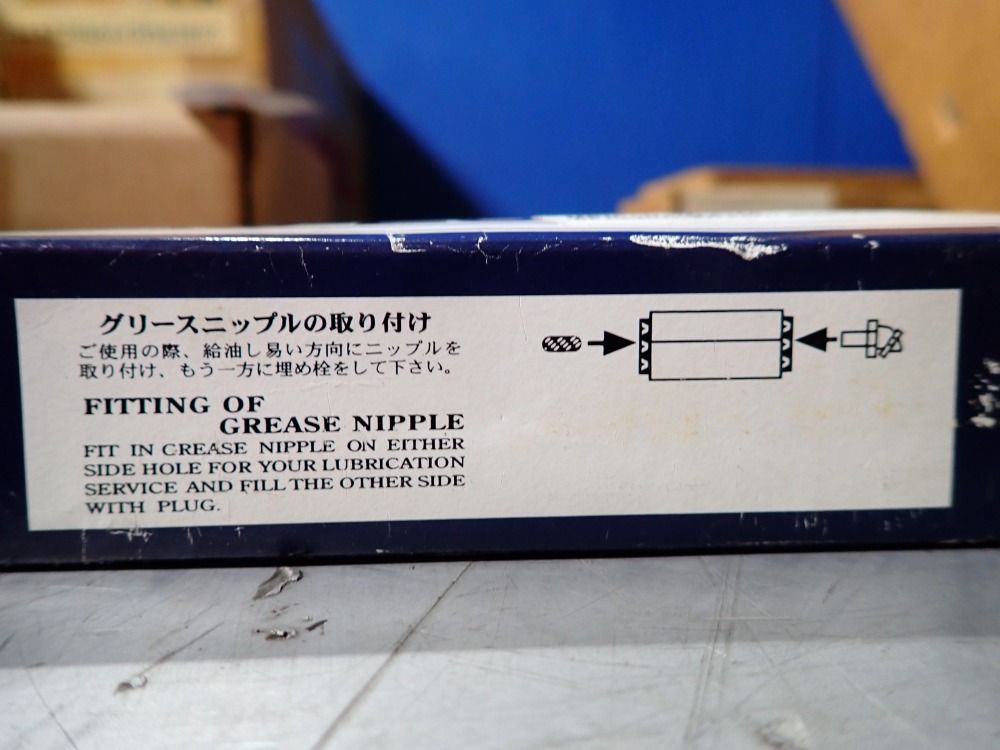 グリースニップルの取り付け
ご使用の際、給油し易い方向にニップルを
取り付け、もう一方に埋め栓をして下さい。
FITTING OF
GREASE NIPPLE
FIT IN GREASE NIPPLE ON EITHER
SIDE HOLE FOR YOUR LUBRICATION
SERVICE AND FILL THE OTHER SIDE
WITH PLUG.